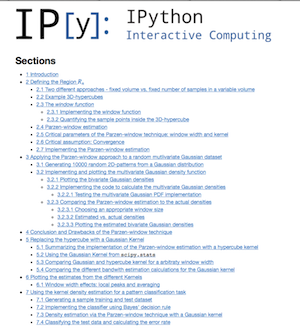 IP[y]: IPython
Interactive Computing
Sections
1 Introduction
2 Defining the Region Rₙ
2.1 Two different approaches - fixed volume vs. fixed number of samples in a variable volume
2.2 Example 3D-hypercubes
2.3 The window function
2.3.1 Implementing the window function
2.3.2 Quantifying the sample points inside the 3D-hypercube
2.4 Parzen-window estimation
2.5 Critical parameters of the Parzen-window technique: window width and kernel
2.6 Critical assumption: Convergence
2.7 Implementing the Parzen-window estimation
3 Applying the Parzen-window approach to a random multivariate Gaussian dataset
3.1 Generating 10000 random 2D-patterns from a Gaussian distribution
3.2 Implementing and plotting the multivariate Gaussian density function
3.2.1 Plotting the bivariate Gaussian densities
3.2.2 Implementing the code to calculate the multivariate Gaussian densities
3.2.2.1 Testing the multivariate Gaussian PDF implementation
3.2.3 Comparing the Parzen-window estimation to the actual densities
3.2.3.1 Choosing an appropriate window size
3.2.3.2 Estimated vs. actual densities
3.2.3.3 Plotting the estimated bivariate Gaussian densities
4 Conclusion and Drawbacks of the Parzen-window technique
5 Replacing the hypercube with a Gaussian Kernel
5.1 Summarizing the implementation of the Parzen-window estimation with a hypercube kernel
5.2 Using the Gaussian Kernel from scipy.stats
5.3 Comparing Gaussian and hypercube kernel for a arbitrary window width
5.4 Comparing the different bandwith estimation calculations for the Gaussian kernel
6 Plotting the estimates from the different Kernels
6.1 Window width effects: local peaks and averaging
7 Using the kernel density estimation for a pattern classification task
7.1 Generating a sample training and test dataset
7.2 Implementing the classifier using Bayes' decision rule
7.3 Density estimation via the Parzen-window technique with a Gaussian Kernel
7.4 Classifying the test data and calculating the error rate